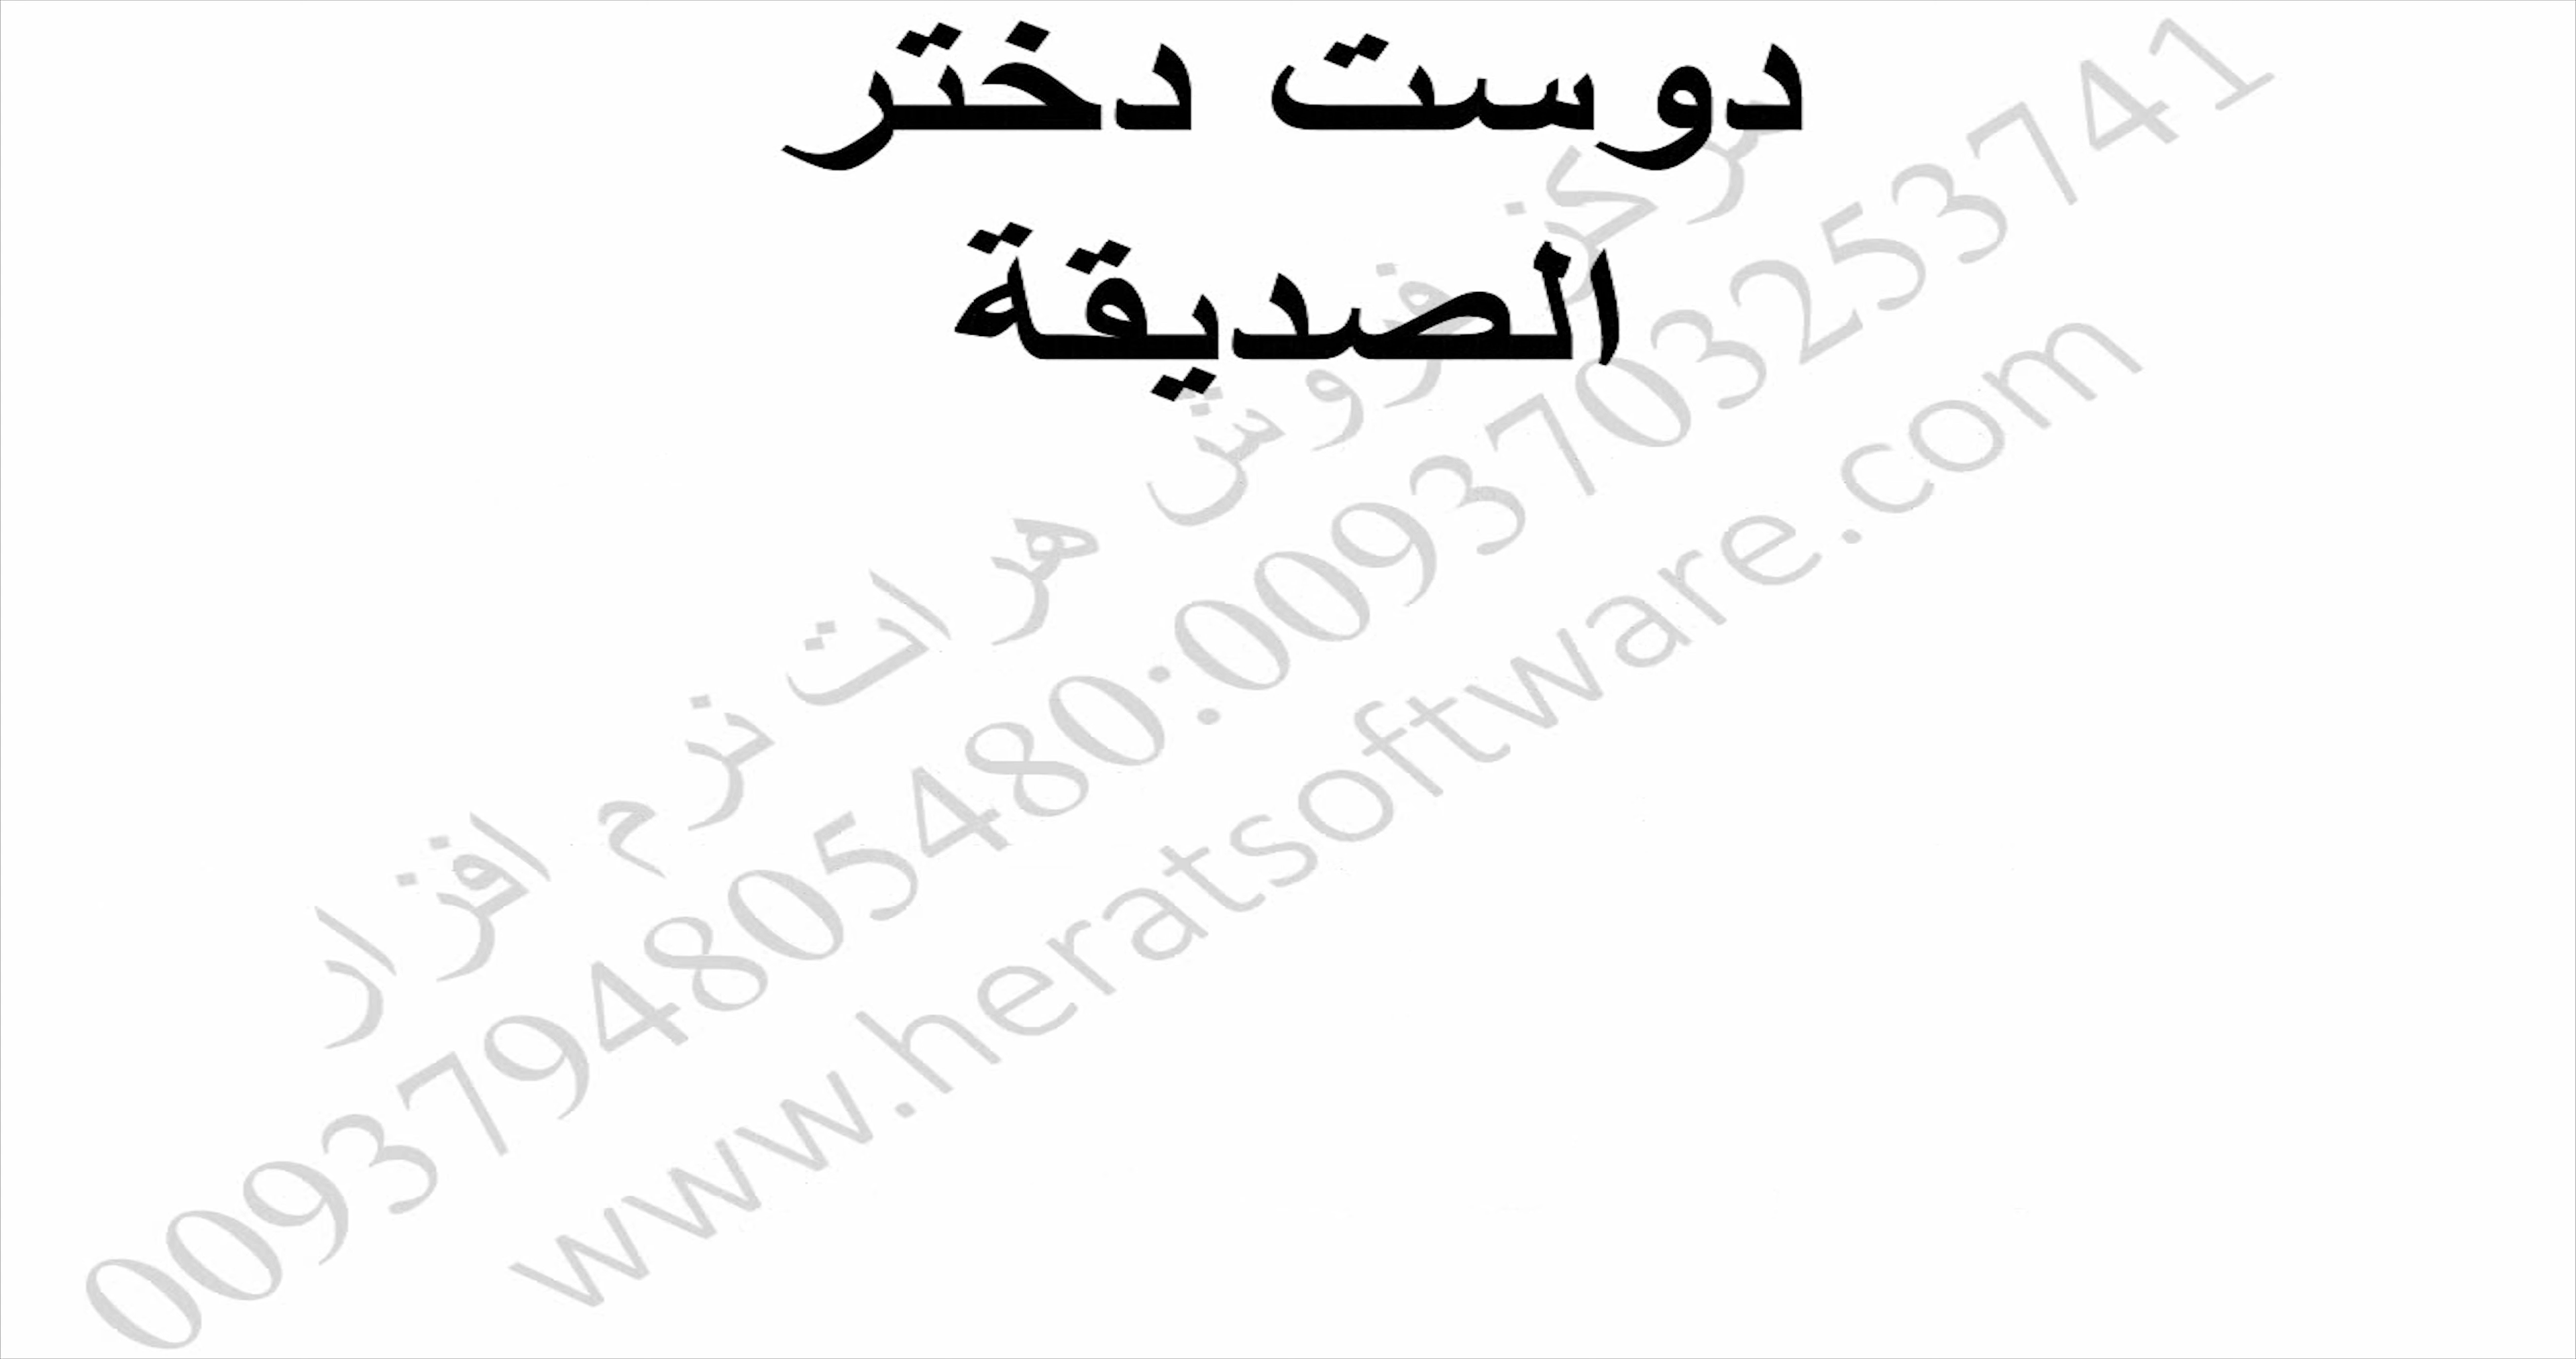 دوست دختر
الصديقة
مرکز فروش هرات نرم افزار
0093794805480:0093703253741
www.heratsoftware.com